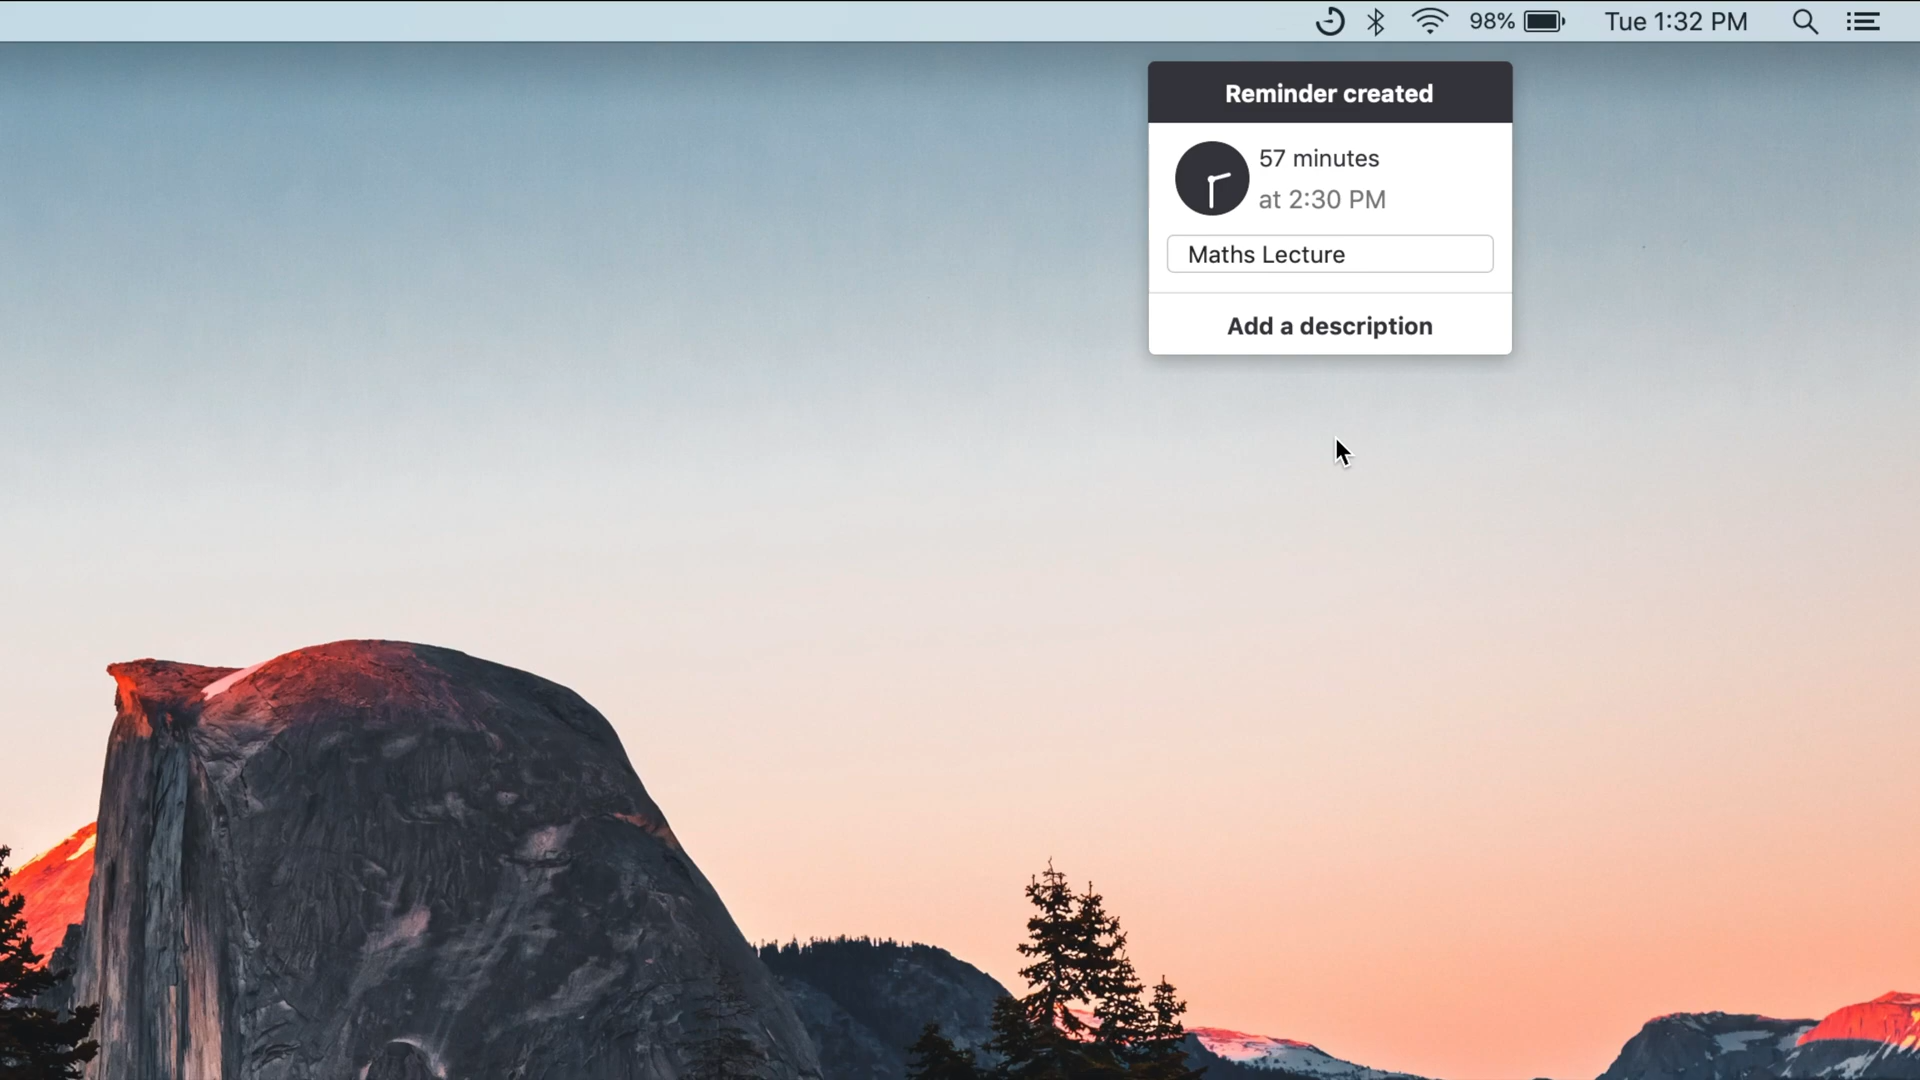 98%
Tue 1:32 PM
Reminder created
57 minutes
at 2:30 PM
Maths Lecture
Add a description